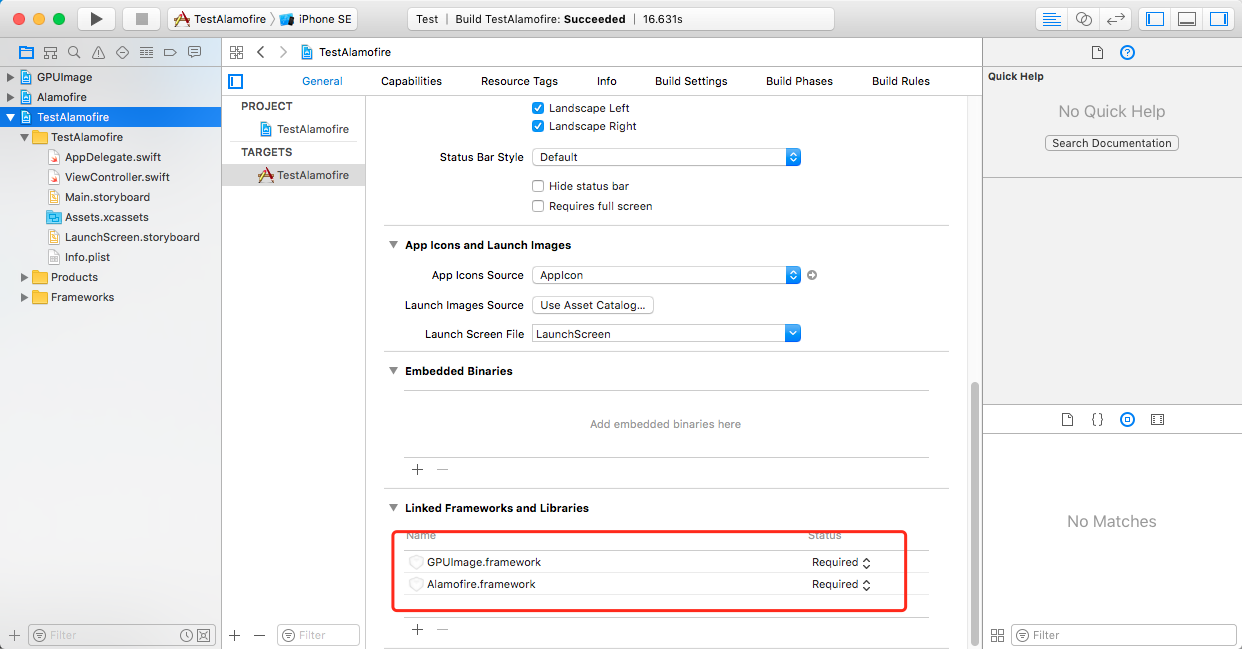 TestAlamofire
iPhone SE
Test | Build TestAlamofire: Succeeded | 16.631s
TestAlamofire
GPUImage
Alamofire
TestAlamofire
TestAlamofire
AppDelegate.swift
ViewController.swift
Main.storyboard
Assets.xcassets
LaunchScreen.storyboard
Info.plist
Products
Frameworks
Filter
General Capabilities Resource Tags Info Build Settings Build Phases Build Rules
PROJECT
TestAlamofire
TARGETS
TestAlamofire
Filter
Landscape Left
Landscape Right
Status Bar Style Default
Hide status bar
Requires full screen
App Icons and Launch Images
App Icons Source AppIcon
Launch Images Source Use Asset Catalog...
Launch Screen File LaunchScreen
Embedded Binaries
Add embedded binaries here
Linked Frameworks and Libraries
Name Status
GPUImage.framework Required
Alamofire.framework Required
Quick Help
No Quick Help
Search Documentation
No Matches
Filter